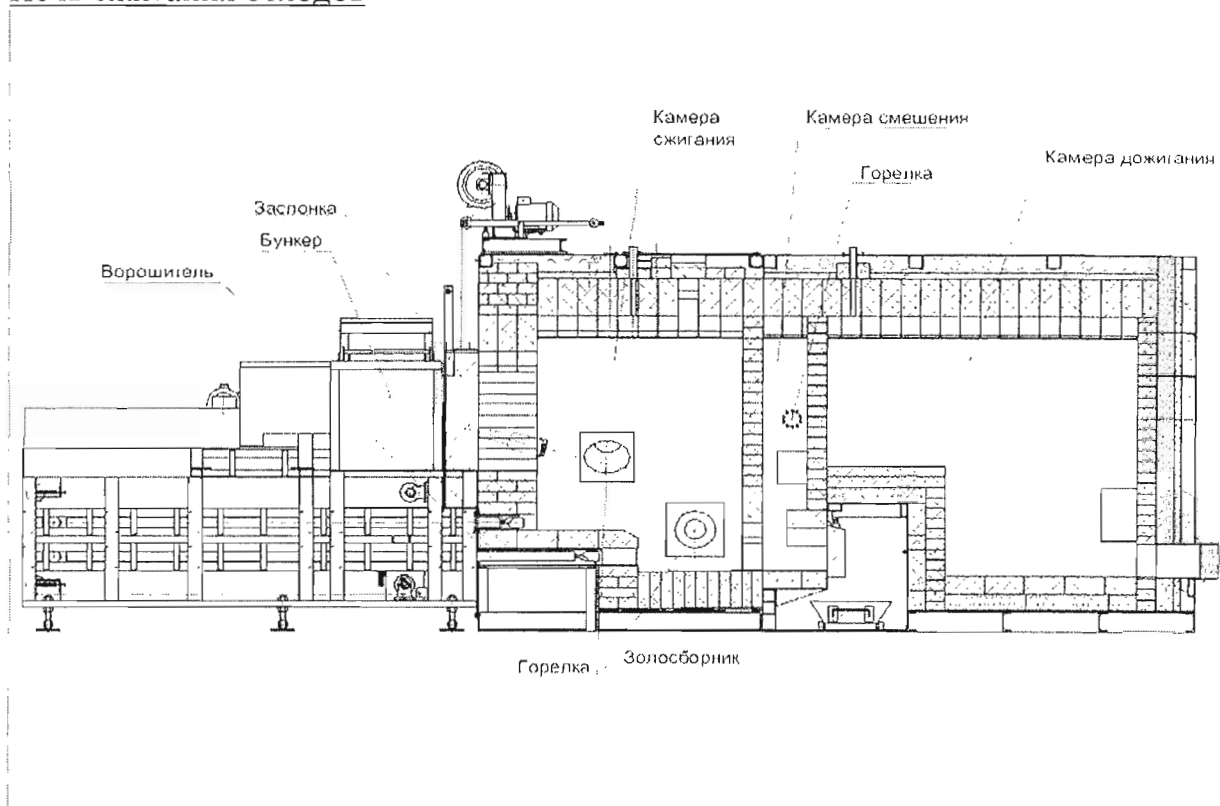 Камера
сжигания
Камера смешения
Горелка
Камера дожигания
Заслонка
Бункер
Ворошитель
Горелка
Золосборник